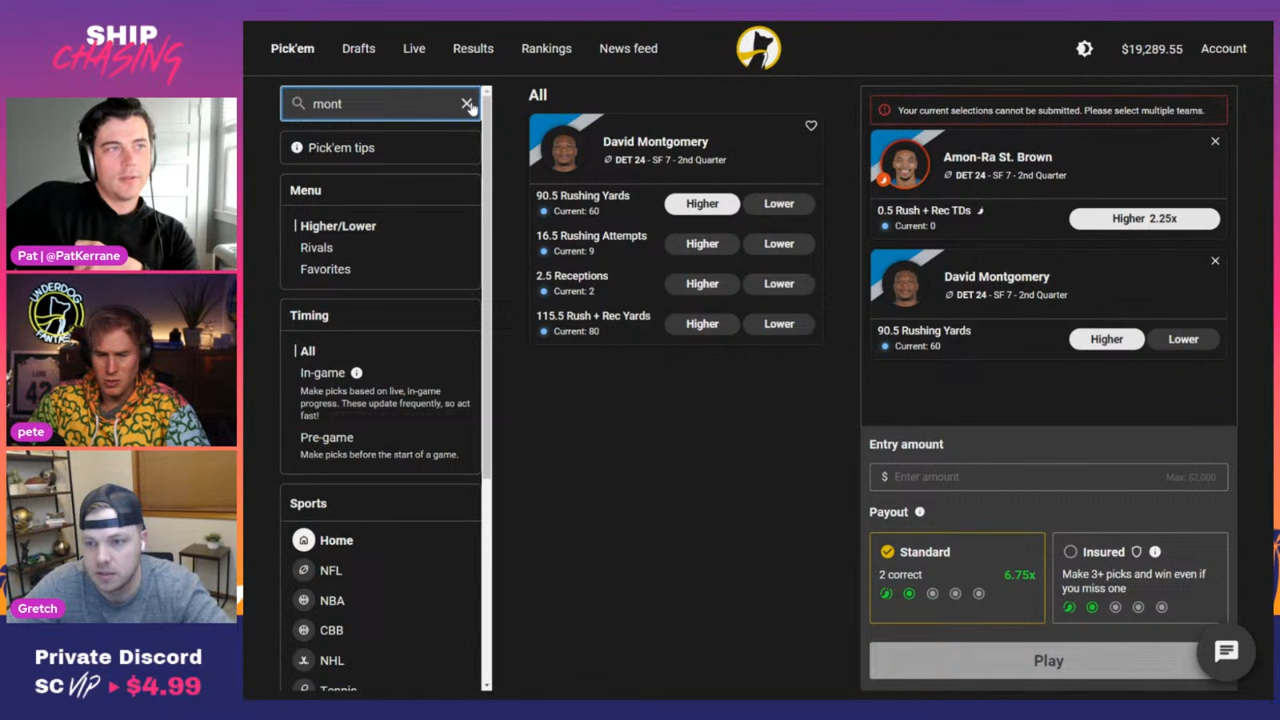 SHIP
CHASING
Pat | @PatKerrane
UNDERDOG
FANTASY
pete
Gretch
Private Discord
SC VIP ▸ $4.99
Pick'em
Drafts
Live
Results
Rankings
News feed
$19,289.55
Account
mont
Pick'em tips
Menu
Higher/Lower
Rivals
Favorites
Timing
All
In-game
Make picks based on live, in-game
progress. These update frequently, so act
fast!
Pre-game
Make picks before the start of a game.
Sports
Home
NFL
NBA
CBB
NHL
Tennis
All
David Montgomery
DET 24 - SF 7 - 2nd Quarter
90.5 Rushing Yards
Current: 60
Higher
Lower
16.5 Rushing Attempts
Current: 9
Higher
Lower
2.5 Receptions
Current: 2
Higher
Lower
115.5 Rush + Rec Yards
Current: 80
Higher
Lower
Your current selections cannot be submitted. Please select multiple teams.
Amon-Ra St. Brown
DET 24 - SF 7 - 2nd Quarter
0.5 Rush + Rec TDs
Current: 0
Higher 2.25x
David Montgomery
DET 24 - SF 7 - 2nd Quarter
90.5 Rushing Yards
Current: 60
Higher
Lower
Entry amount
$ Enter amount
Max: $2,000
Payout
Standard
2 correct
6.75x
Insured
Make 3+ picks and win even if
you miss one
Play